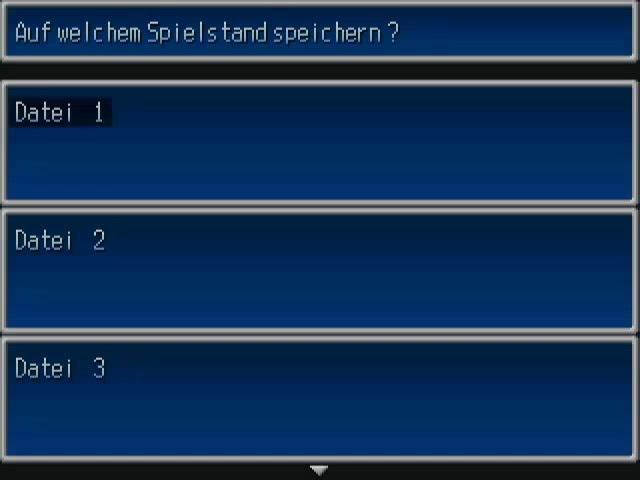 Auf welchem Spielstand speichern ?
Datei 1
Datei 2
Datei 3